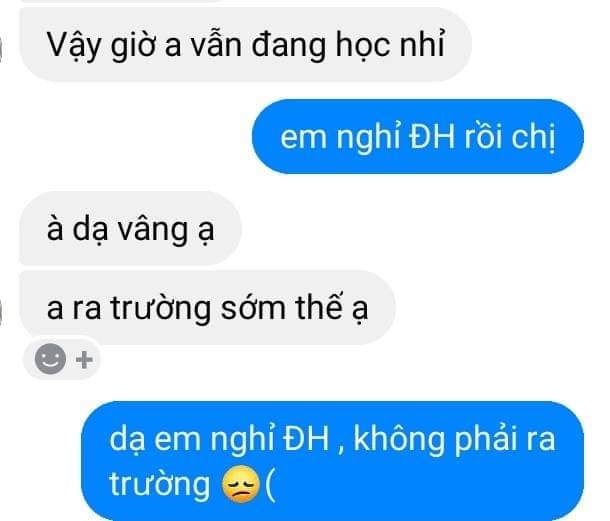 Vậy giờ a vẫn đang học nhỉ
em nghỉ ĐH rồi chị
à dạ vâng ạ
a ra trường sớm thế ạ
dạ em nghỉ ĐH , không phải ra
trường 😞(